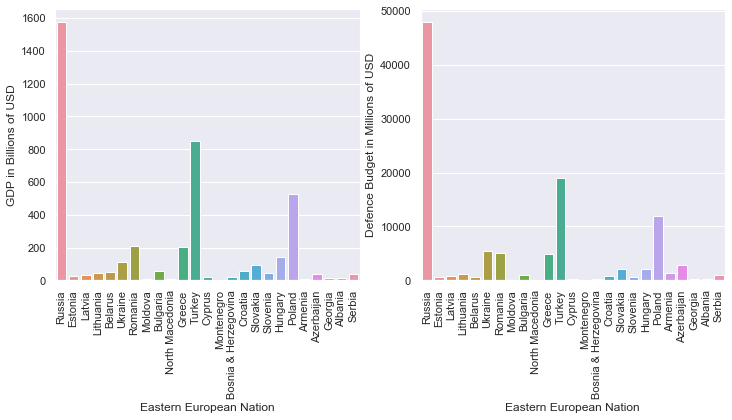 GDP in Billions of USD
1600
1400
1200
1000
800
600
400
200
0
Russia
Estonia
Latvia
Lithuania
Belarus
Ukraine
Romania
Moldova
Bulgaria
North Macedonia
Greece
Turkey
Cyprus
Montenegro
Bosnia & Herzegovina
Croatia
Slovakia
Slovenia
Hungary
Poland
Armenia
Azerbaijan
Georgia
Albania
Serbia
Eastern European Nation
Defence Budget in Millions of USD
50000
40000
30000
20000
10000
0
Russia
Estonia
Latvia
Lithuania
Belarus
Ukraine
Romania
Moldova
Bulgaria
North Macedonia
Greece
Turkey
Cyprus
Montenegro
Bosnia & Herzegovina
Croatia
Slovakia
Slovenia
Hungary
Poland
Armenia
Azerbaijan
Georgia
Albania
Serbia
Eastern European Nation